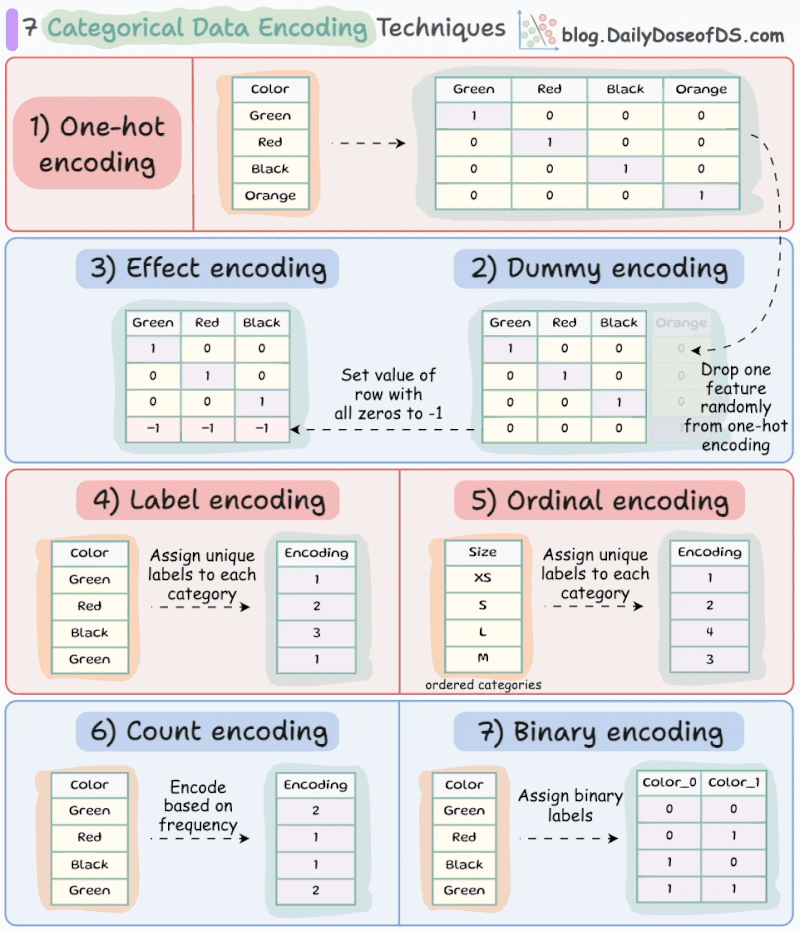 7 Categorical Data Encoding Techniques
blog.DailyDoseofDS.com
1) One-hot
encoding
Color
Green
Red
Black
Orange
Green Red Black Orange
1 0 0 0
0 1 0 0
0 0 1 0
0 0 0 1
3) Effect encoding
Green Red Black
1 0 0
0 1 0
0 0 1
-1 -1 -1
Set value of
row with
all zeros to -1
2) Dummy encoding
Green Red Black Orange
1 0 0 0
0 1 0 0
0 0 1 0
0 0 0 1
Drop one
feature
randomly
from one-hot
encoding
4) Label encoding
Color
Green
Red
Black
Green
Assign unique
labels to each
category
Encoding
1
2
3
1
5) Ordinal encoding
Size
XS
S
L
M
ordered categories
Assign unique
labels to each
category
Encoding
1
2
4
3
6) Count encoding
Color
Green
Red
Black
Green
Encode
based on
frequency
Encoding
2
1
1
2
7) Binary encoding
Color
Green
Red
Black
Green
Assign binary
labels
Color_0 Color_1
0 0
0 1
1 0
1 1